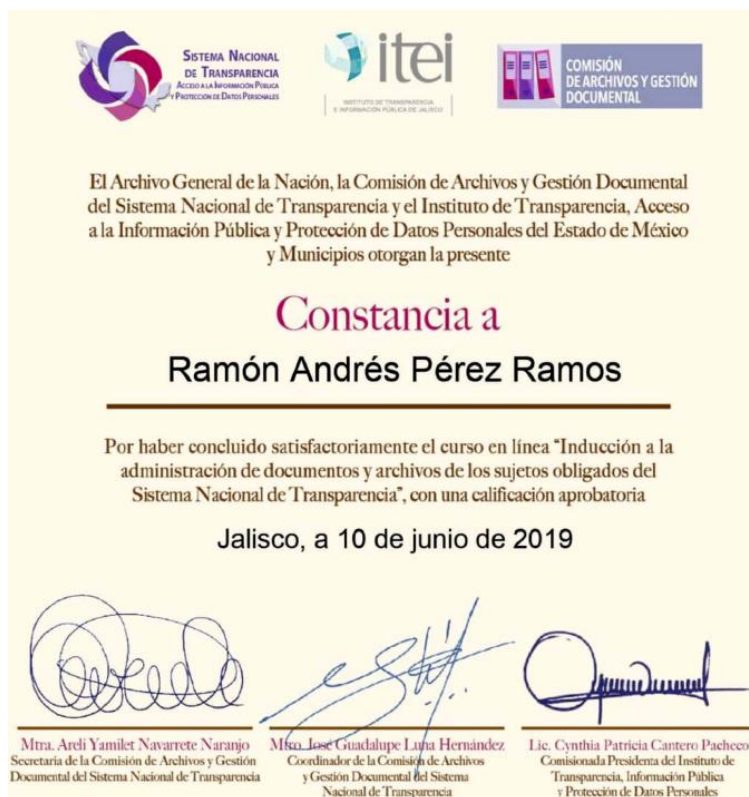 SISTEMA NACIONAL
DE TRANSPARENCIA
ACCESO A LA INFORMACIÓN PÚBLICA
Y PROTECCIÓN DE DATOS PERSONALES
itei
INSTITUTO DE TRANSPARENCIA
E INFORMACIÓN PÚBLICA DE JALISCO
COMISIÓN
DE ARCHIVOS Y GESTIÓN
DOCUMENTAL
El Archivo General de la Nación, la Comisión de Archivos y Gestión Documental
del Sistema Nacional de Transparencia y el Instituto de Transparencia, Acceso
a la Información Pública y Protección de Datos Personales del Estado de México
y Municipios otorgan la presente
Constancia a
Ramón Andrés Pérez Ramos
Por haber concluido satisfactoriamente el curso en línea "Inducción a la
administración de documentos y archivos de los sujetos obligados del
Sistema Nacional de Transparencia", con una calificación aprobatoria
Jalisco, a 10 de junio de 2019
Mtra. Areli Yamilet Navarrete Naranjo
Secretaria de la Comisión de Archivos y Gestión
Documental del Sistema Nacional de Transparencia
Mtro. José Guadalupe Luna Hernández
Coordinador de la Comisión de Archivos
y Gestión Documental del Sistema
Nacional de Transparencia
Lic. Cynthia Patricia Cantero Pacheco
Comisionada Presidenta del Instituto de
Transparencia, Información Pública
y Protección de Datos Personales